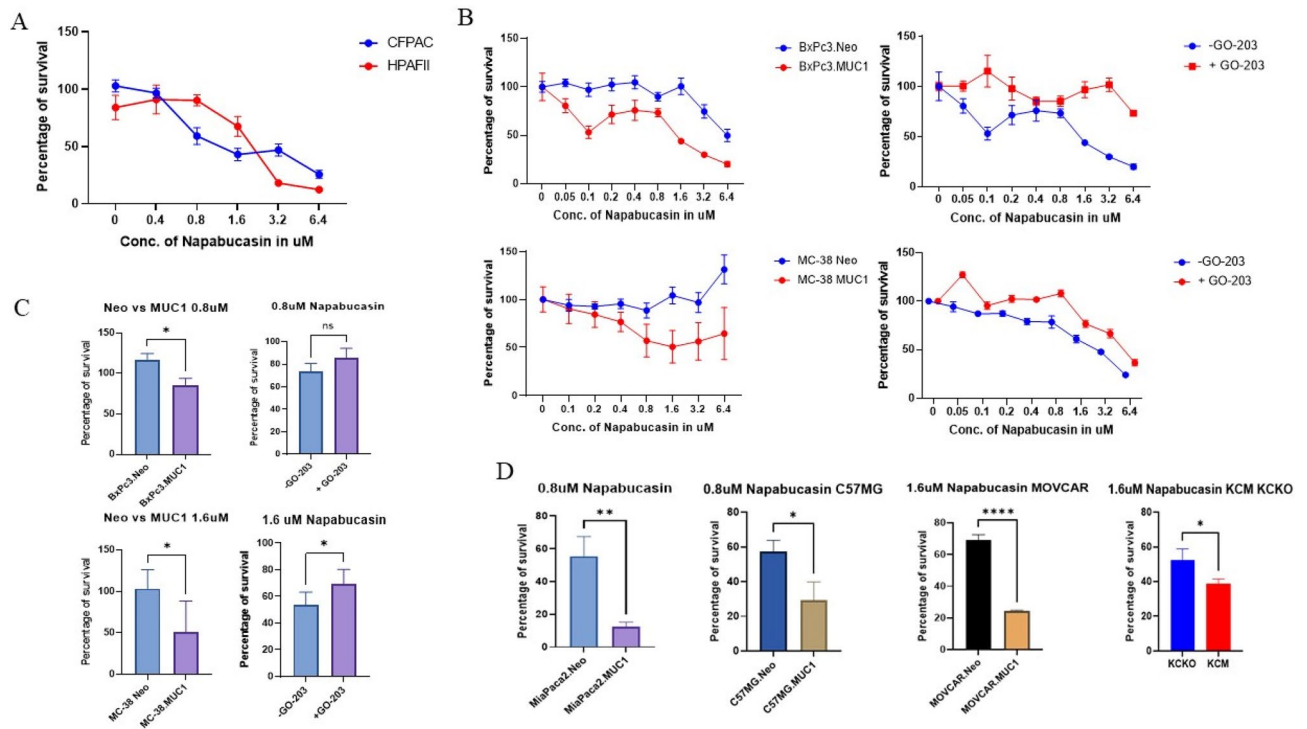 A
150
100
50
0
Percentage of survival
CFPAC
HPAFII
0 0.4 0.8 1.6 3.2 6.4
Conc. of Napabucasin in uM
B
150
100
50
0
Percentage of survival
BxPc3.Neo
BxPc3.MUC1
0 0.05 0.1 0.2 0.4 0.8 1.6 3.2 6.4
Conc. of Napabucasin in uM
150
100
50
0
Percentage of survival
-GO-203
+ GO-203
0 0.05 0.1 0.2 0.4 0.8 1.6 3.2 6.4
Conc. of Napabucasin in uM
150
100
50
0
Percentage of survival
MC-38 Neo
MC-38 MUC1
0 0.1 0.2 0.4 0.8 1.6 3.2 6.4
Conc. of Napabucasin in uM
150
100
50
0
Percentage of survival
-GO-203
+ GO-203
0 0.05 0.1 0.2 0.4 0.8 1.6 3.2 6.4
Conc. of Napabucasin in uM
C
Neo vs MUC1 0.8uM
150
100
50
0
Percentage of survival
*
BxPc3.Neo
BxPc3.MUC1
0.8uM Napabucasin
100
80
60
40
20
0
Percentage of survival
ns
-GO-203
+ GO-203
Neo vs MUC1 1.6uM
150
100
50
0
Percentage of survival
*
MC-38 Neo
MC-38.MUC1
1.6 uM Napabucasin
100
80
60
40
20
0
Percentage of survival
*
-GO-203
+GO-203
D
0.8uM Napabucasin
80
60
40
20
0
Percentage of survival
**
MiaPaca2.Neo
MiaPaca2.MUC1
0.8uM Napabucasin C57MG
80
60
40
20
0
Percentage of survival
*
C57MG.Neo
C57MG.MUC1
1.6uM Napabucasin MOVCAR
80
60
40
20
0
Percentage of survival
****
MOVCAR.Neo
MOVCAR.MUC1
1.6uM Napabucasin KCM KCKO
80
60
40
20
0
Percentage of survival
*
KCKO
KCM